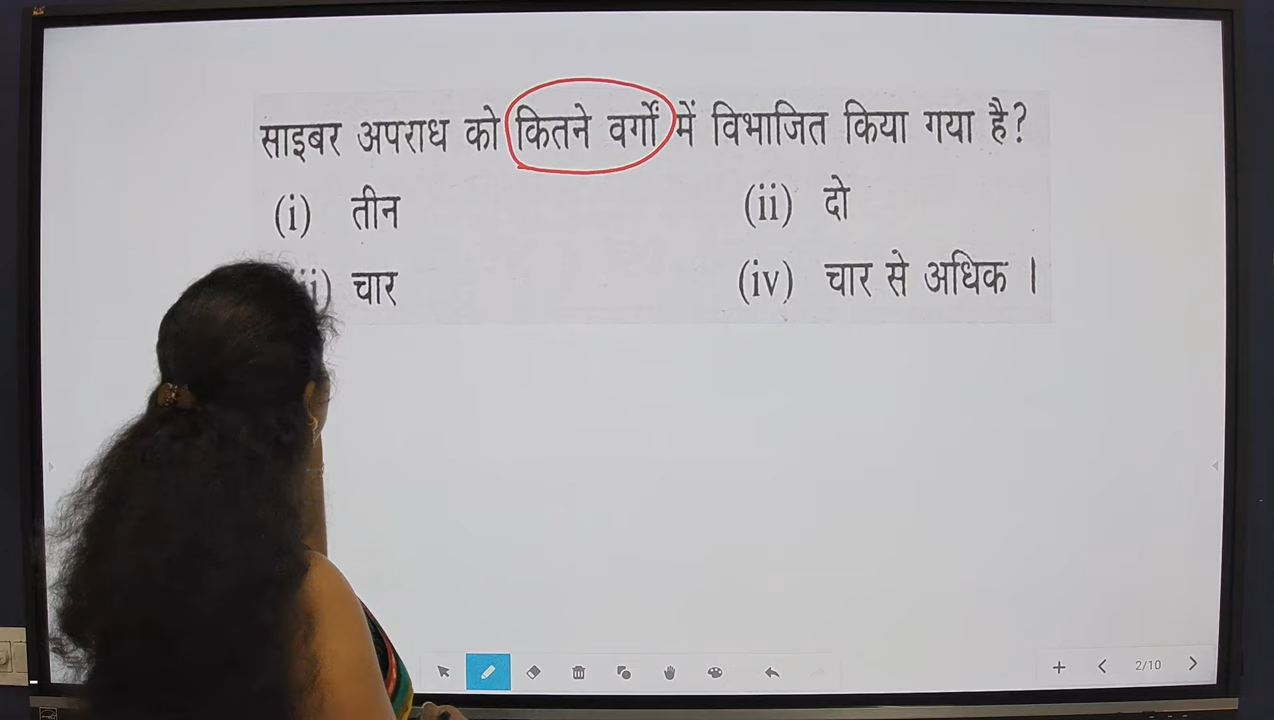 साइबर अपराध को कितने वर्गों में विभाजित किया गया है?
(i) तीन (ii) दो
चार (iv) चार से अधिक ।
2/10